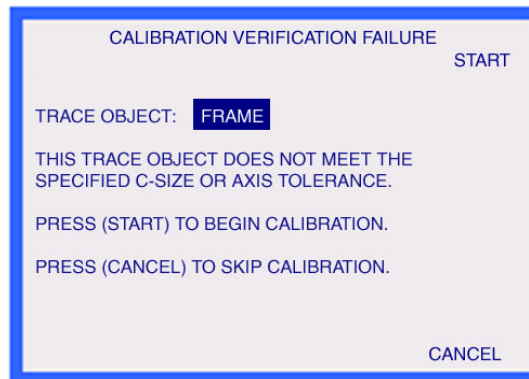 CALIBRATION VERIFICATION FAILURE
START
TRACE OBJECT: FRAME
THIS TRACE OBJECT DOES NOT MEET THE
SPECIFIED C-SIZE OR AXIS TOLERANCE.
PRESS (START) TO BEGIN CALIBRATION.
PRESS (CANCEL) TO SKIP CALIBRATION.
CANCEL